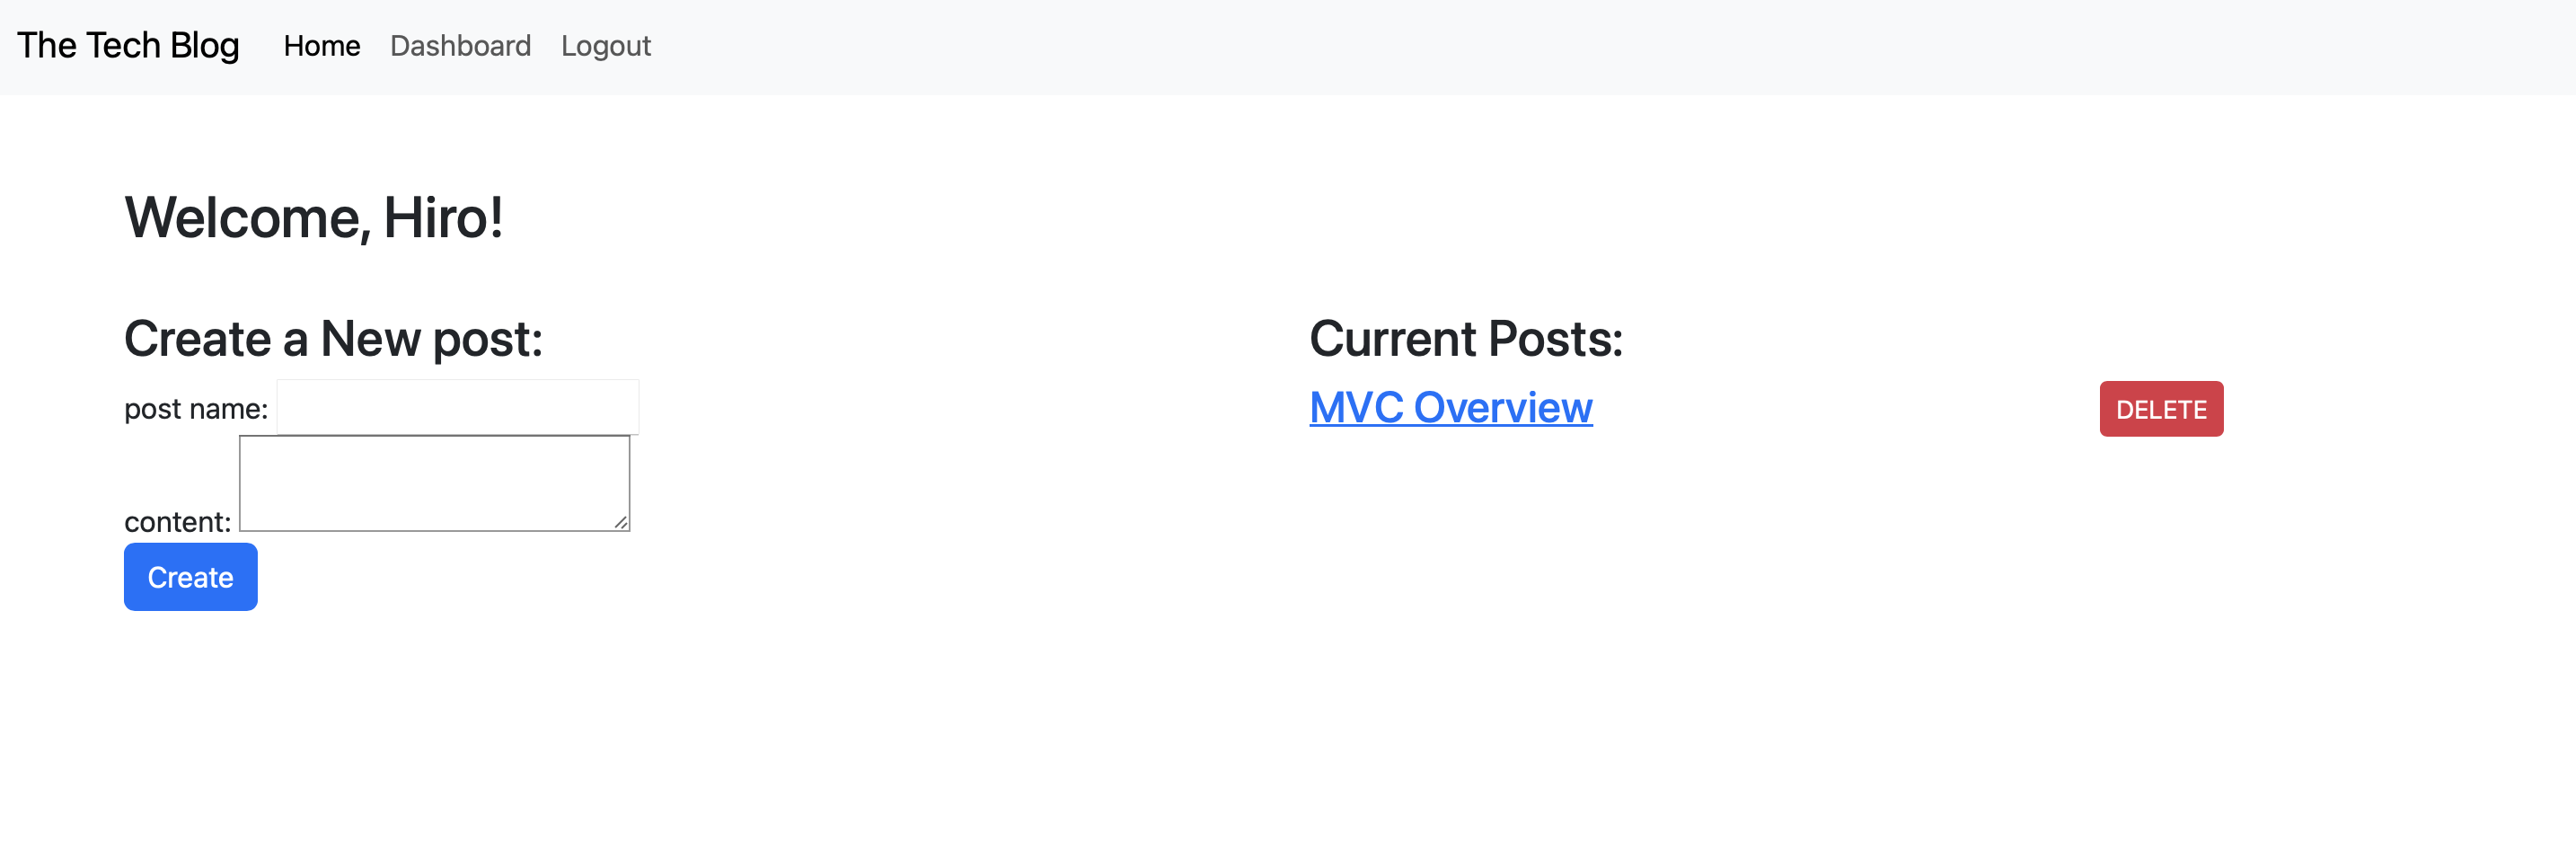 The Tech Blog Home Dashboard Logout
Welcome, Hiro!
Create a New post:
post name:
content:
Create
Current Posts:
MVC Overview DELETE